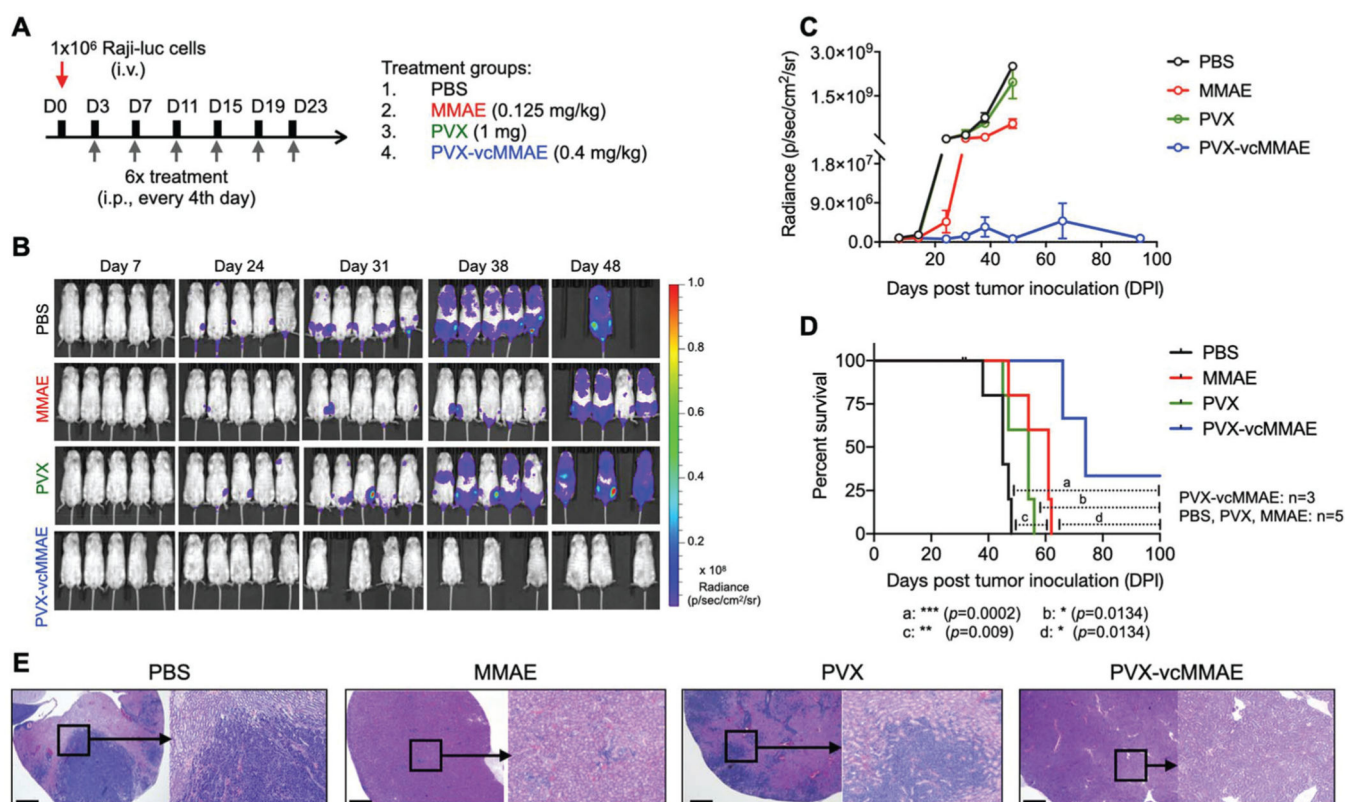 A
1x10⁶ Raji-luc cells
(i.v.)
D0 D3 D7 D11 D15 D19 D23
6x treatment
(i.p., every 4th day)
Treatment groups:
1. PBS
2. MMAE (0.125 mg/kg)
3. PVX (1 mg)
4. PVX-vcMMAE (0.4 mg/kg)
B
Day 7 Day 24 Day 31 Day 38 Day 48
PBS
MMAE
PVX
PVX-vcMMAE
1.0
0.8
0.6
0.4
0.2
x 10⁸
Radiance
(p/sec/cm²/sr)
C
Radiance (p/sec/cm²/sr)
3.0×10⁹
1.5×10⁹
1.8×10⁷
9.0×10⁶
0.0
20 40 60 80 100
Days post tumor inoculation (DPI)
PBS
MMAE
PVX
PVX-vcMMAE
D
Percent survival
100
75
50
25
0
0 20 40 60 80 100
Days post tumor inoculation (DPI)
a
b
c
d
PBS
MMAE
PVX
PVX-vcMMAE
PVX-vcMMAE: n=3
PBS, PVX, MMAE: n=5
a: *** (p=0.0002) b: * (p=0.0134)
c: ** (p=0.009) d: * (p=0.0134)
E
PBS MMAE PVX PVX-vcMMAE